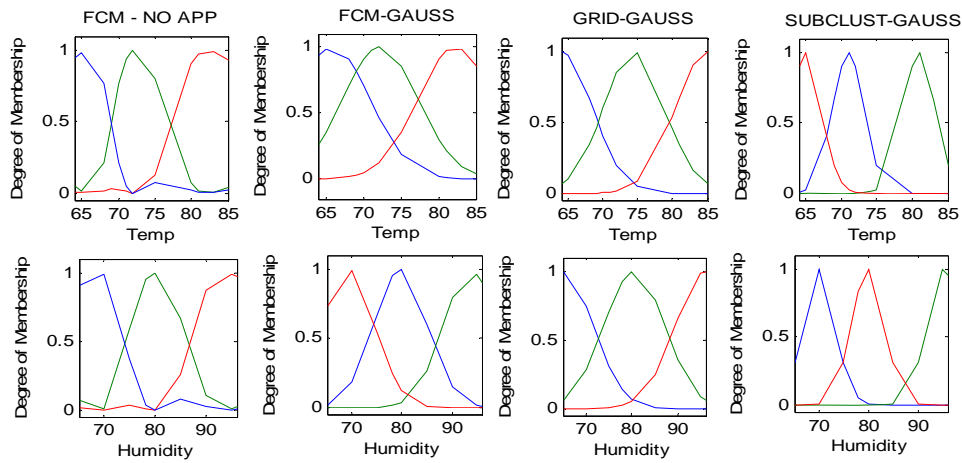 FCM - NO APP
FCM-GAUSS
GRID-GAUSS
SUBCLUST-GAUSS
Degree of Membership
1
0.5
0
65 70 75 80 85
Temp
Degree of Membership
1
0.5
0
65 70 75 80 85
Temp
Degree of Membership
1
0.5
0
65 70 75 80 85
Temp
Degree of Membership
1
0.5
0
65 70 75 80 85
Temp
Degree of Membership
1
0.5
0
70 80 90
Humidity
Degree of Membership
1
0.5
0
70 80 90
Humidity
Degree of Membership
1
0.5
0
70 80 90
Humidity
Degree of Membership
1
0.5
0
70 80 90
Humidity